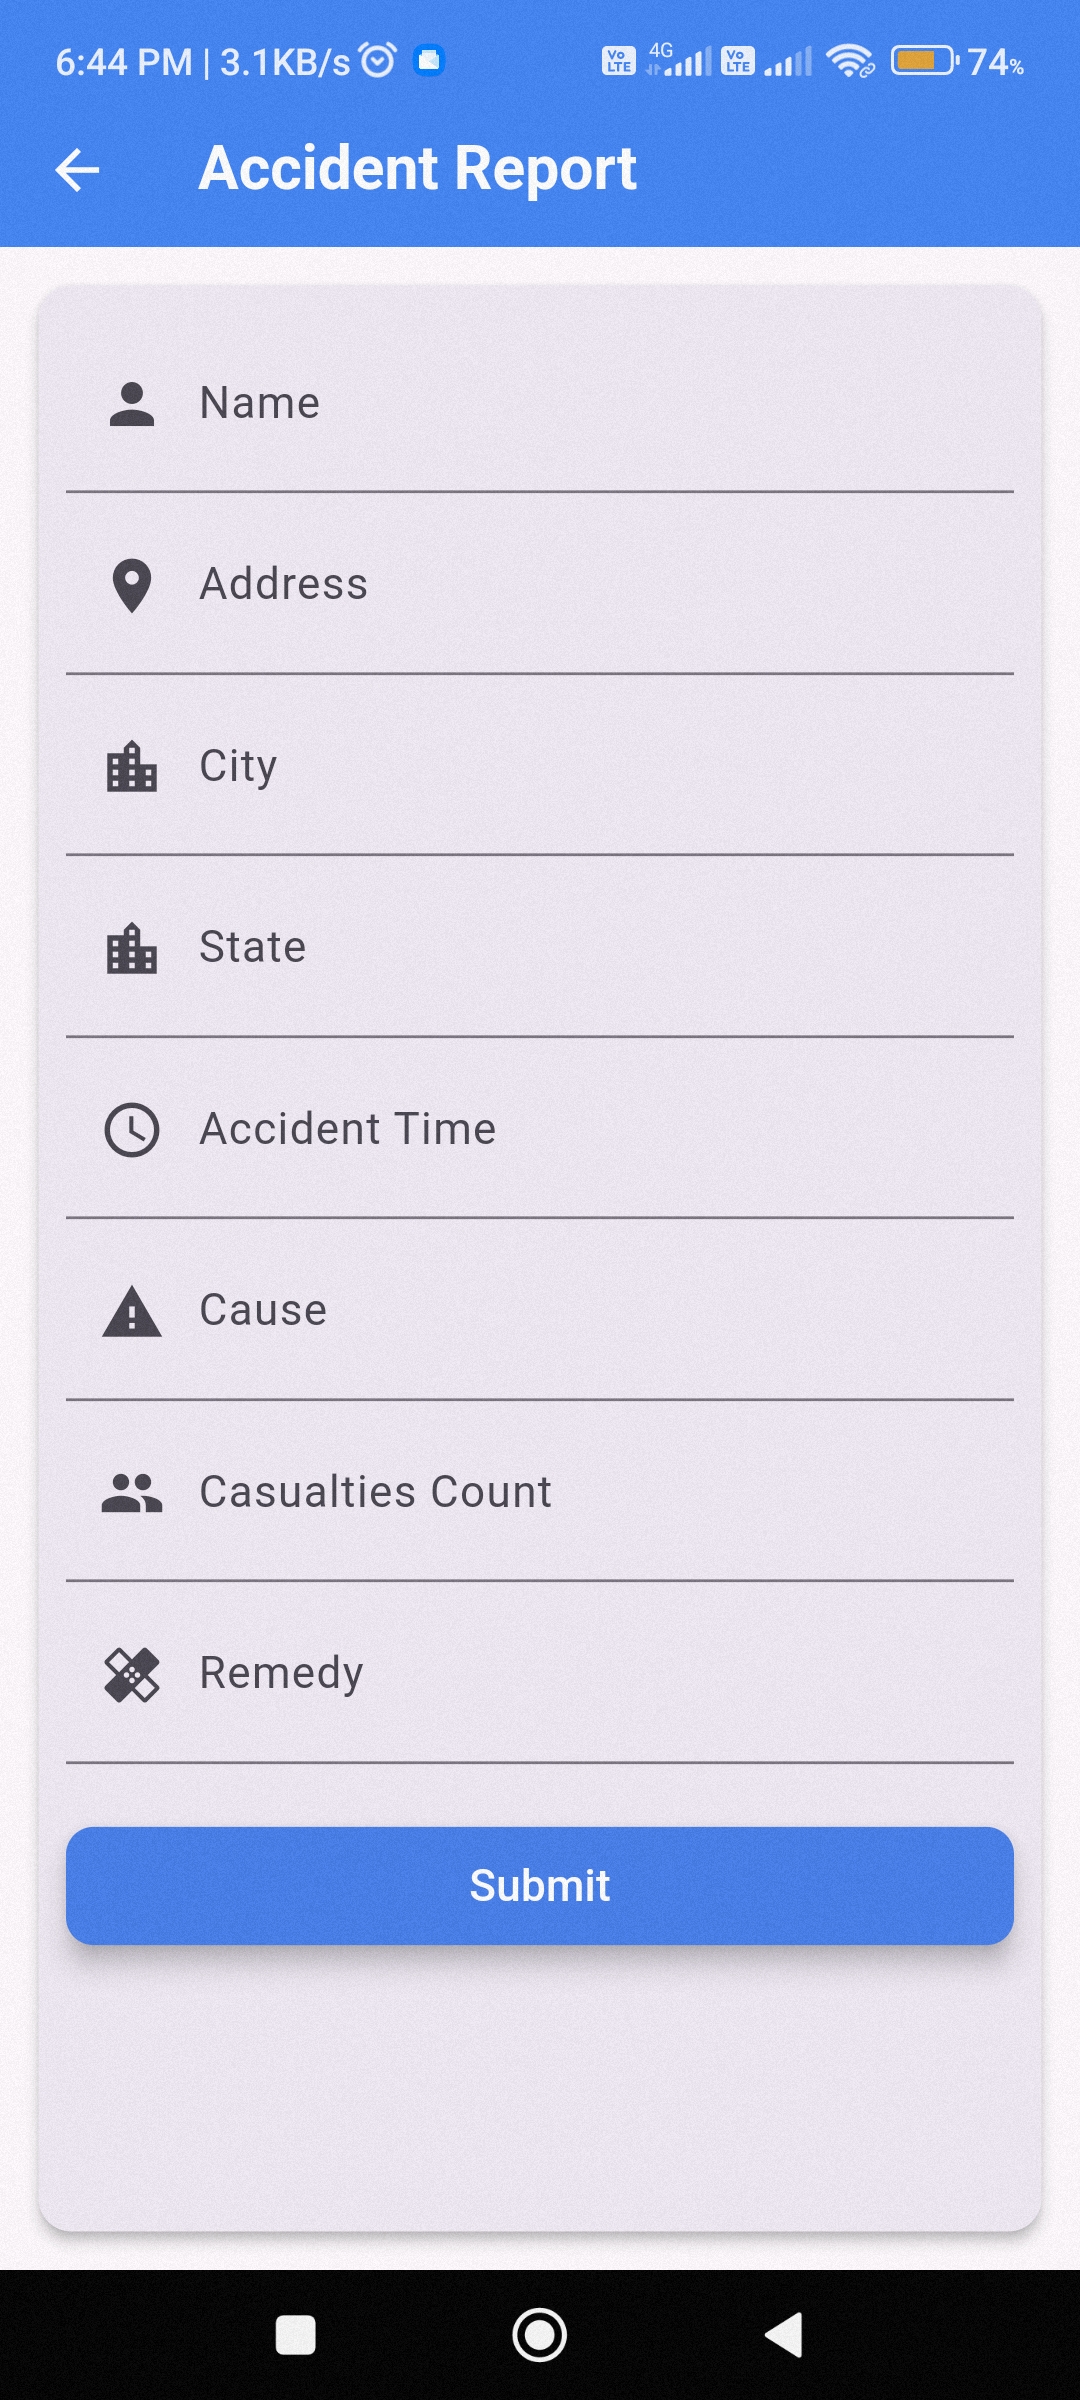 6:44 PM | 3.1KB/s Vo LTE 4G Vo LTE 74%
Accident Report
Name
Address
City
State
Accident Time
Cause
Casualties Count
Remedy
Submit